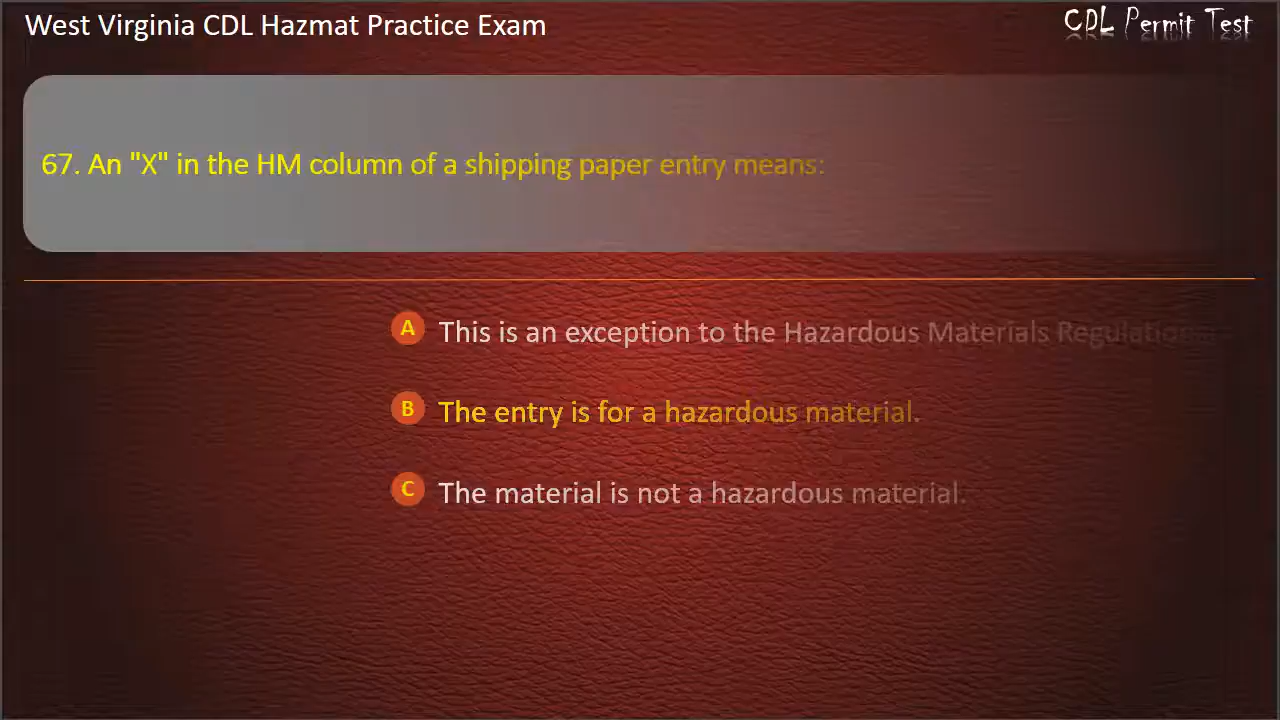 West Virginia CDL Hazmat Practice Exam
CDL Permit Test
67. An "X" in the HM column of a shipping paper entry means:
A This is an exception to the Hazardous Materials Regulations
B The entry is for a hazardous material.
C The material is not a hazardous material.